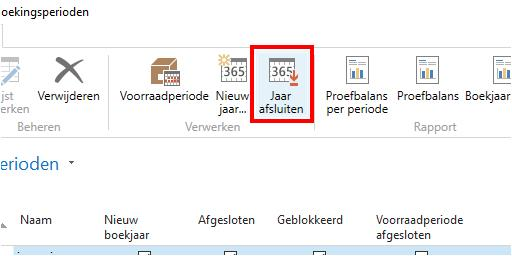 oekingsperioden
jst
erken
Verwijderen
Voorraadperiode
365
Nieuw
jaar...
365
Jaar
afsluiten
Proefbalans
per periode
Proefbalans
Boekjaar
Beheren
Verwerken
Rapport
erioden
Naam
Nieuw
boekjaar
Afgesloten
Geblokkeerd
Voorraadperiode
afgesloten